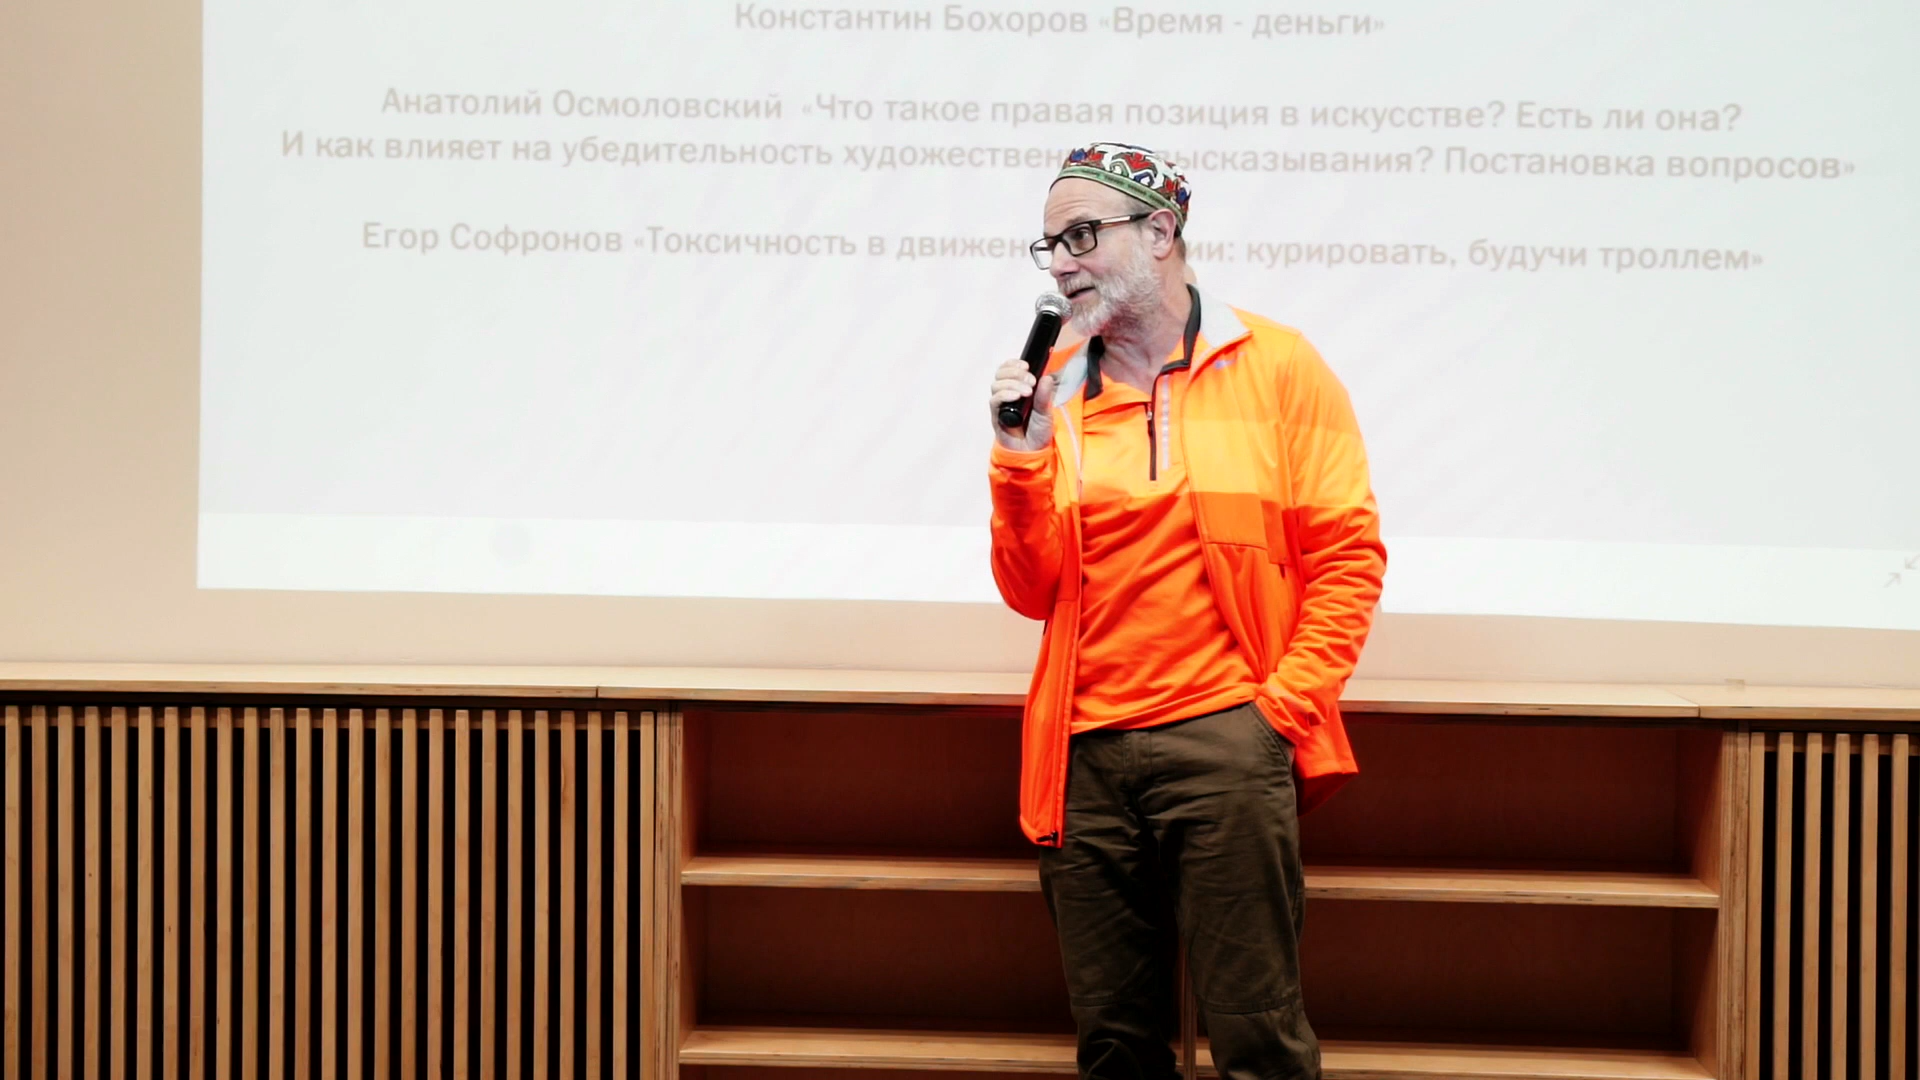 Константин Бохоров «Время - деньги»
Анатолий Осмоловский «Что такое правая позиция в искусстве? Есть ли она?
И как влияет на убедительность художествен ысказывания? Постановка вопросов»
Егор Софронов «Токсичность в движен ии: курировать, будучи троллем»